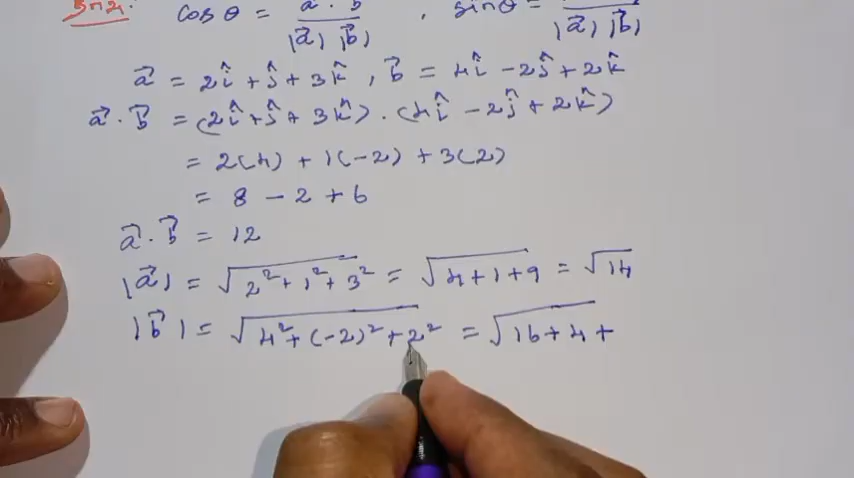 cos θ = a⃗ · b⃗ / |a⃗| |b⃗| , sin θ = / |a⃗| |b⃗|
a⃗ = 2î + ĵ + 3k̂ , b⃗ = 4î − 2ĵ + 2k̂
a⃗ · b⃗ = (2î + ĵ + 3k̂) · (4î − 2ĵ + 2k̂)
= 2(4) + 1(−2) + 3(2)
= 8 − 2 + 6
a⃗ · b⃗ = 12
|a⃗| = √(2² + 1² + 3²) = √(4 + 1 + 9) = √14
|b⃗| = √(4² + (−2)² + 2²) = √(16 + 4 +